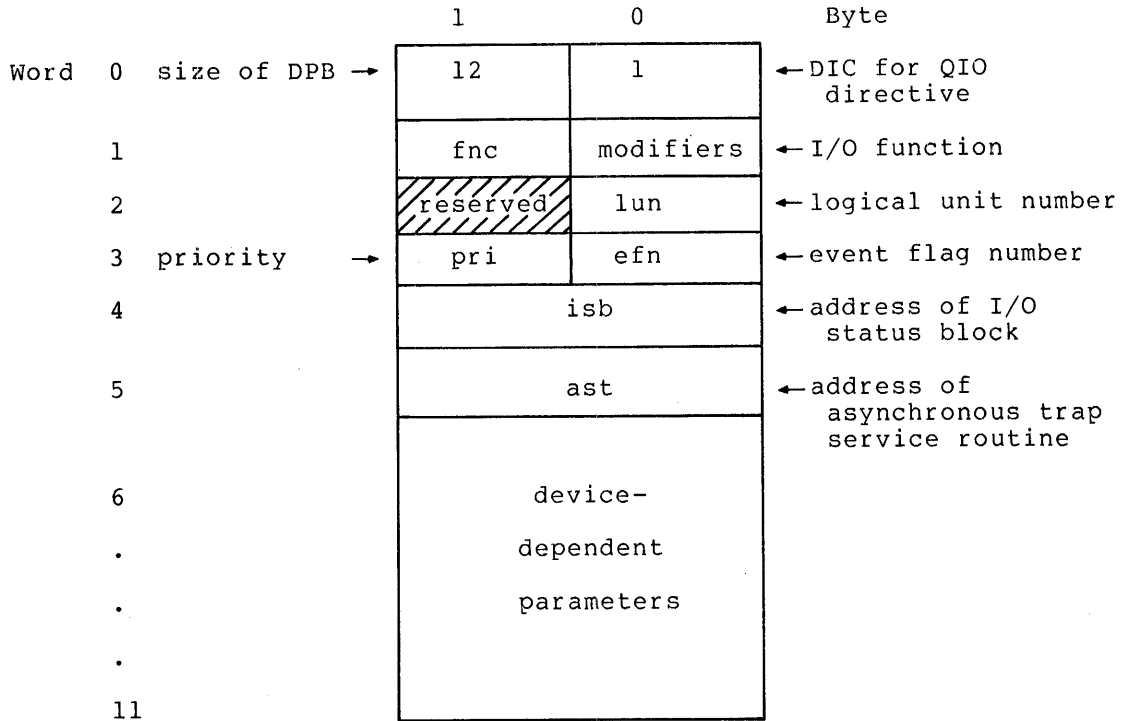 1 0 Byte
Word 0 size of DPB → 12 1 ← DIC for QIO
directive
1 fnc modifiers ← I/O function
2 reserved lun ← logical unit number
3 priority → pri efn ← event flag number
4 isb ← address of I/O
status block
5 ast ← address of
asynchronous trap
service routine
6 device-
. dependent
. parameters
.
11